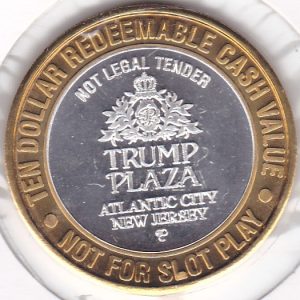 TEN DOLLAR REDEEMABLE CASH VALUE
NOT LEGAL TENDER
TRUMP
PLAZA
ATLANTIC CITY
NEW JERSEY
• NOT FOR SLOT PLAY •